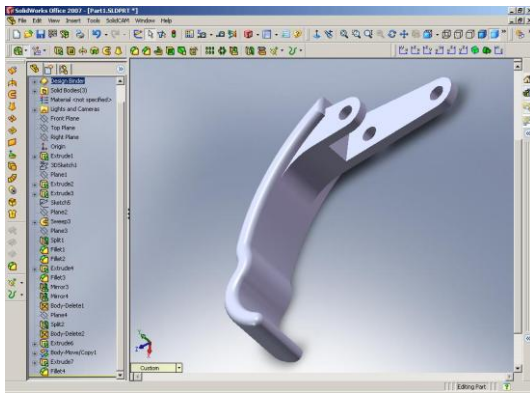 SolidWorks Office 2007 - [Part1.SLDPRT *]
File Edit View Insert Tools SolidCAM Window Help
Design Binder
Solid Bodies(3)
Material <not specified>
Lights and Cameras
Front Plane
Top Plane
Right Plane
Origin
Extrude1
3DSketch1
Plane1
Extrude2
Extrude3
Sketch5
Plane2
Sweep3
Plane3
Split1
Fillet1
Fillet2
Extrude4
Fillet3
Mirror3
Mirror4
Body-Delete1
Plane4
Split2
Body-Delete2
Extrude6
Body-Move/Copy1
Extrude7
Fillet4
Custom
Editing Part